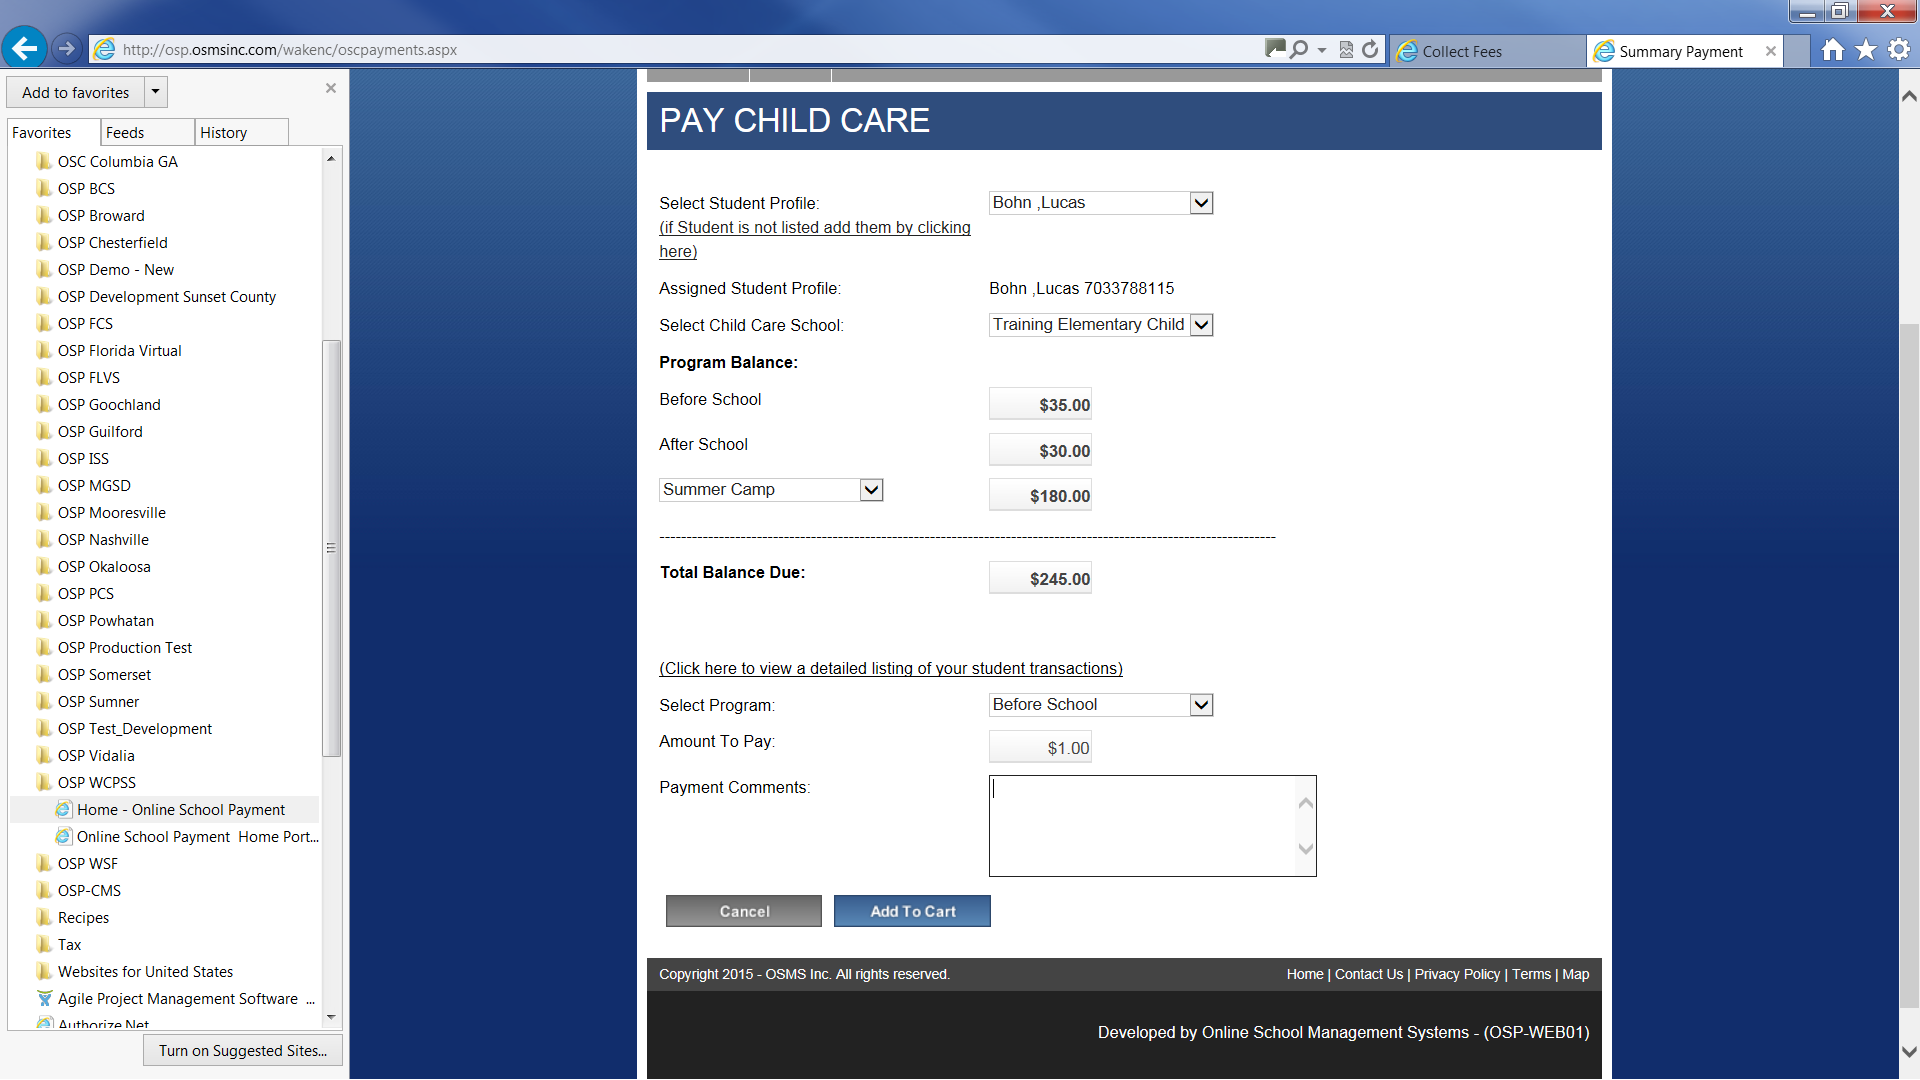 http://osp.osmsinc.com/wakenc/oscpayments.aspx
Collect Fees
Summary Payment
Add to favorites
Favorites
Feeds
History
OSC Columbia GA
OSP BCS
OSP Broward
OSP Chesterfield
OSP Demo - New
OSP Development Sunset County
OSP FCS
OSP Florida Virtual
OSP FLVS
OSP Goochland
OSP Guilford
OSP ISS
OSP MGSD
OSP Mooresville
OSP Nashville
OSP Okaloosa
OSP PCS
OSP Powhatan
OSP Production Test
OSP Somerset
OSP Sumner
OSP Test_Development
OSP Vidalia
OSP WCPSS
Home - Online School Payment
Online School Payment Home Port...
OSP WSF
OSP-CMS
Recipes
Tax
Websites for United States
Agile Project Management Software ...
Authorize.Net
Turn on Suggested Sites...
PAY CHILD CARE
Select Student Profile:
Bohn ,Lucas
(if Student is not listed add them by clicking
here)
Assigned Student Profile:
Bohn ,Lucas 7033788115
Select Child Care School:
Training Elementary Child
Program Balance:
Before School
$35.00
After School
$30.00
Summer Camp
$180.00
Total Balance Due:
$245.00
(Click here to view a detailed listing of your student transactions)
Select Program:
Before School
Amount To Pay:
$1.00
Payment Comments:
Cancel
Add To Cart
Copyright 2015 - OSMS Inc. All rights reserved.
Home | Contact Us | Privacy Policy | Terms | Map
Developed by Online School Management Systems - (OSP-WEB01)